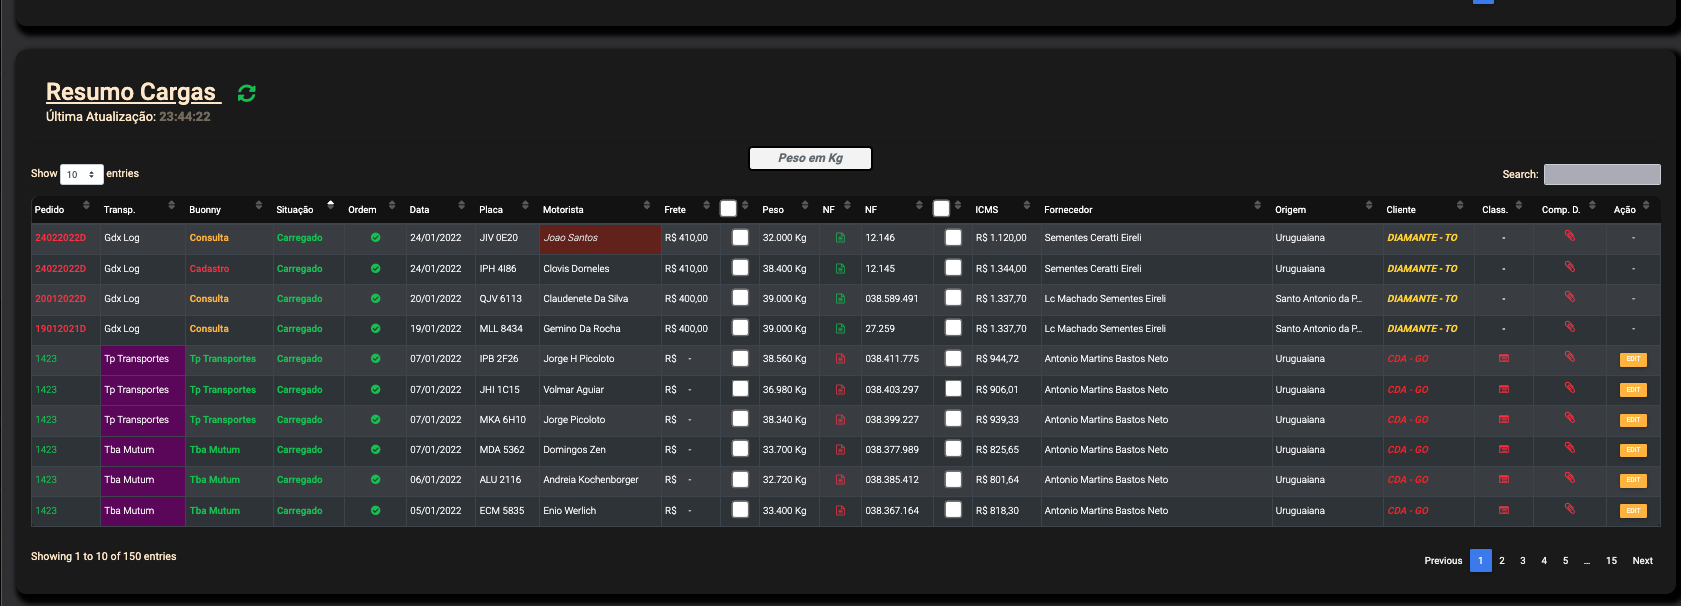 Resumo Cargas
Última Atualização: 23:44:22
Peso em Kg
Show 10 entries
Search:
Pedido Transp. Buonny Situação Ordem Data Placa Motorista Frete Peso NF NF ICMS Fornecedor Origem Cliente Class. Comp. D. Ação
24022022D Gdx Log Consulta Carregado 24/01/2022 JIV 0E20 Joao Santos R$ 410,00 32.000 Kg 12.146 R$ 1.120,00 Sementes Ceratti Eireli Uruguaiana DIAMANTE - TO - -
24022022D Gdx Log Cadastro Carregado 24/01/2022 IPH 4I86 Clovis Dorneles R$ 410,00 38.400 Kg 12.145 R$ 1.344,00 Sementes Ceratti Eireli Uruguaiana DIAMANTE - TO - -
20012022D Gdx Log Consulta Carregado 20/01/2022 QJV 6113 Claudenete Da Silva R$ 400,00 39.000 Kg 038.589.491 R$ 1.337,70 Lc Machado Sementes Eireli Santo Antonio da P... DIAMANTE - TO - -
19012021D Gdx Log Consulta Carregado 19/01/2022 MLL 8434 Gemino Da Rocha R$ 400,00 39.000 Kg 27.259 R$ 1.337,70 Lc Machado Sementes Eireli Santo Antonio da P... DIAMANTE - TO - -
1423 Tp Transportes Tp Transportes Carregado 07/01/2022 IPB 2F26 Jorge H Picoloto R$ - 38.560 Kg 038.411.775 R$ 944,72 Antonio Martins Bastos Neto Uruguaiana CDA - GO EDIT
1423 Tp Transportes Tp Transportes Carregado 07/01/2022 JHI 1C15 Volmar Aguiar R$ - 36.980 Kg 038.403.297 R$ 906,01 Antonio Martins Bastos Neto Uruguaiana CDA - GO EDIT
1423 Tp Transportes Tp Transportes Carregado 07/01/2022 MKA 6H10 Jorge Picoloto R$ - 38.340 Kg 038.399.227 R$ 939,33 Antonio Martins Bastos Neto Uruguaiana CDA - GO EDIT
1423 Tba Mutum Tba Mutum Carregado 07/01/2022 MDA 5362 Domingos Zen R$ - 33.700 Kg 038.377.989 R$ 825,65 Antonio Martins Bastos Neto Uruguaiana CDA - GO EDIT
1423 Tba Mutum Tba Mutum Carregado 06/01/2022 ALU 2116 Andreia Kochenborger R$ - 32.720 Kg 038.385.412 R$ 801,64 Antonio Martins Bastos Neto Uruguaiana CDA - GO EDIT
1423 Tba Mutum Tba Mutum Carregado 05/01/2022 ECM 5835 Enio Werlich R$ - 33.400 Kg 038.367.164 R$ 818,30 Antonio Martins Bastos Neto Uruguaiana CDA - GO EDIT
Showing 1 to 10 of 150 entries
Previous 1 2 3 4 5 ... 15 Next